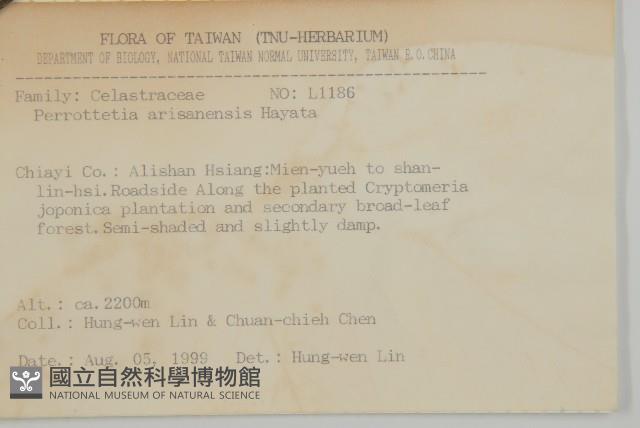 FLORA OF TAIWAN (TNU-HERBARIUM)
DEPARTMENT OF BIOLOGY, NATIONAL TAIWAN NORMAL UNIVERSITY, TAIWAN R.O.CHINA
Family: Celastraceae NO: L1186
Perrottetia arisanensis Hayata
Chiayi Co.: Alishan Hsiang:Mien-yueh to shan-
lin-hsi.Roadside Along the planted Cryptomeria
joponica plantation and secondary broad-leaf
forest.Semi-shaded and slightly damp.
Alt.: ca.2200m
Coll.: Hung-wen Lin & Chuan-chieh Chen
Date.: Aug. 05, 1999 Det.: Hung-wen Lin
國立自然科學博物館
NATIONAL MUSEUM OF NATURAL SCIENCE